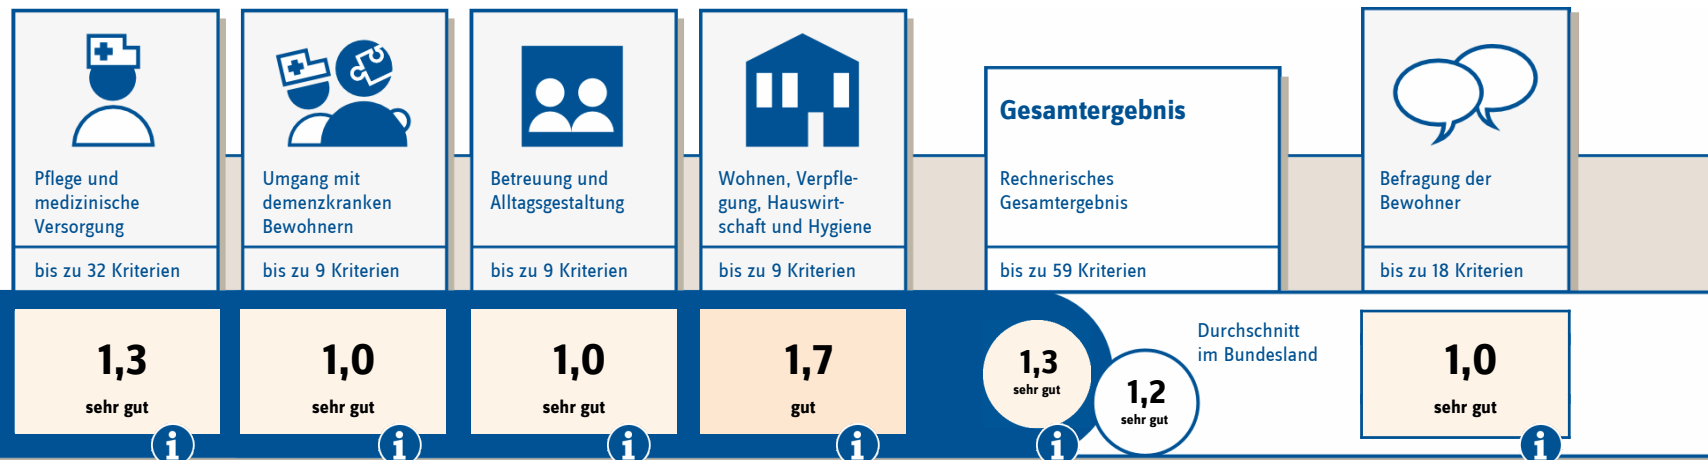 Pflege und
medizinische
Versorgung
bis zu 32 Kriterien
1,3
sehr gut
Umgang mit
demenzkranken
Bewohnern
bis zu 9 Kriterien
1,0
sehr gut
Betreuung und
Alltagsgestaltung
bis zu 9 Kriterien
1,0
sehr gut
Wohnen, Verpfle-
gung, Hauswirt-
schaft und Hygiene
bis zu 9 Kriterien
1,7
gut
Gesamtergebnis
Rechnerisches
Gesamtergebnis
bis zu 59 Kriterien
1,3
sehr gut
Durchschnitt
im Bundesland
1,2
sehr gut
Befragung der
Bewohner
bis zu 18 Kriterien
1,0
sehr gut